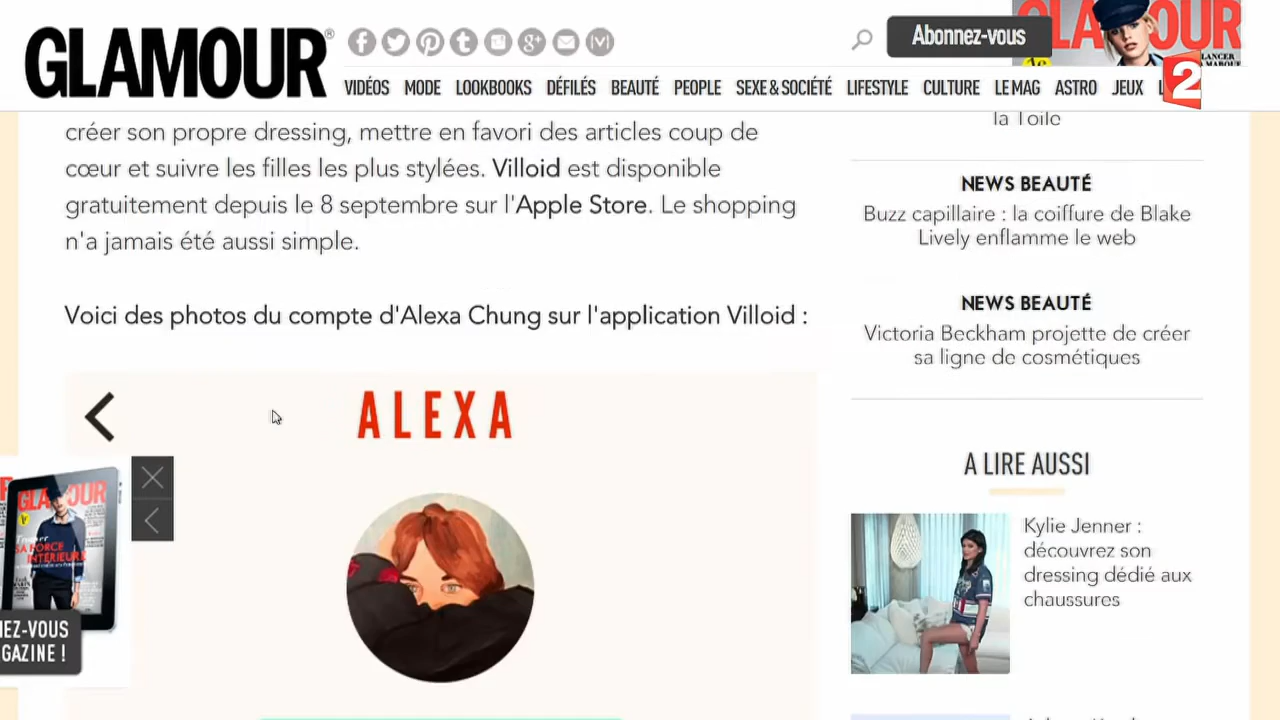 GLAMOUR
Abonnez-vous
2
VIDÉOS MODE LOOKBOOKS DÉFILÉS BEAUTÉ PEOPLE SEXE & SOCIÉTÉ LIFESTYLE CULTURE LE MAG ASTRO JEUX
créer son propre dressing, mettre en favori des articles coup de
cœur et suivre les filles les plus stylées. Villoid est disponible
gratuitement depuis le 8 septembre sur l'Apple Store. Le shopping
n'a jamais été aussi simple.
Voici des photos du compte d'Alexa Chung sur l'application Villoid :
ALEXA
GLAMOUR
SA FORCE
INTÉRIEURE
NEZ-VOUS
GAZINE !
la Toile
NEWS BEAUTÉ
Buzz capillaire : la coiffure de Blake
Lively enflamme le web
NEWS BEAUTÉ
Victoria Beckham projette de créer
sa ligne de cosmétiques
A LIRE AUSSI
Kylie Jenner :
découvrez son
dressing dédié aux
chaussures